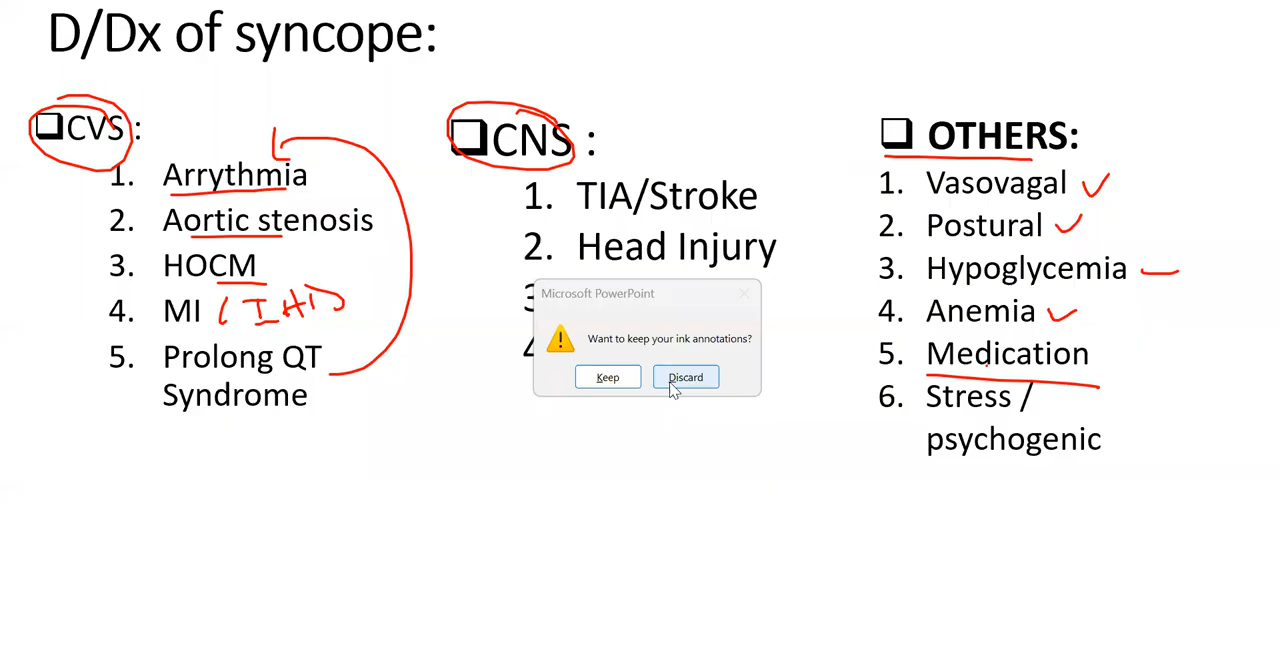 D/Dx of syncope:
CVS :
1. Arrythmia
2. Aortic stenosis
3. HOCM
4. MI ( IHD
5. Prolong QT
Syndrome
CNS :
1. TIA/Stroke
2. Head Injury
Microsoft PowerPoint
Want to keep your ink annotations?
Keep
Discard
OTHERS:
1. Vasovagal
2. Postural
3. Hypoglycemia
4. Anemia
5. Medication
6. Stress /
psychogenic